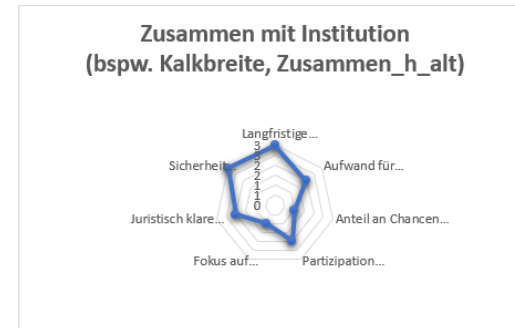 Zusammen mit Institution
(bspw. Kalkbreite, Zusammen_h_alt)
Langfristige...
3
3
2
2
1
1
0
Aufwand für...
Anteil an Chancen...
Partizipation...
Fokus auf...
Juristisch klare...
Sicherheit...